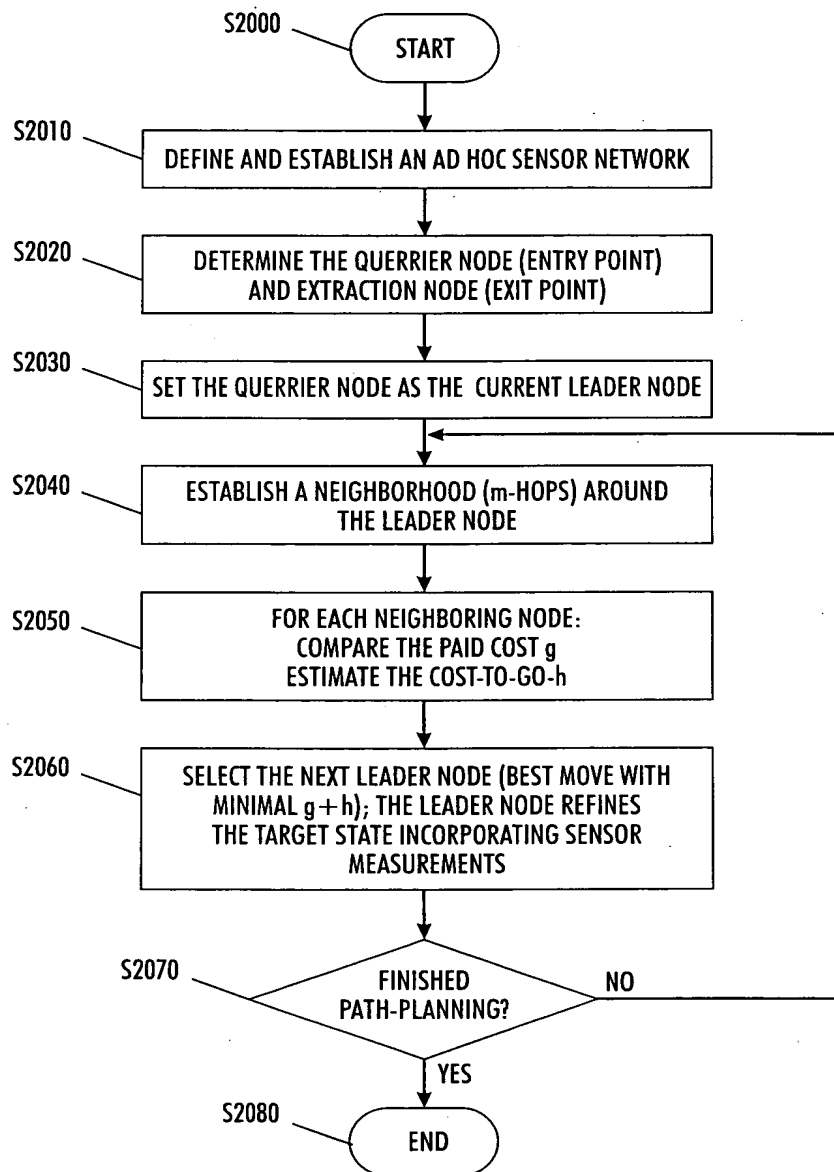 S2000
START
S2010
DEFINE AND ESTABLISH AN AD HOC SENSOR NETWORK
S2020
DETERMINE THE QUERRIER NODE (ENTRY POINT)
AND EXTRACTION NODE (EXIT POINT)
S2030
SET THE QUERRIER NODE AS THE CURRENT LEADER NODE
S2040
ESTABLISH A NEIGHBORHOOD (m-HOPS) AROUND
THE LEADER NODE
S2050
FOR EACH NEIGHBORING NODE:
COMPARE THE PAID COST g
ESTIMATE THE COST-TO-GO-h
S2060
SELECT THE NEXT LEADER NODE (BEST MOVE WITH
MINIMAL g+h); THE LEADER NODE REFINES
THE TARGET STATE INCORPORATING SENSOR
MEASUREMENTS
S2070
FINISHED
PATH-PLANNING?
NO
YES
S2080
END